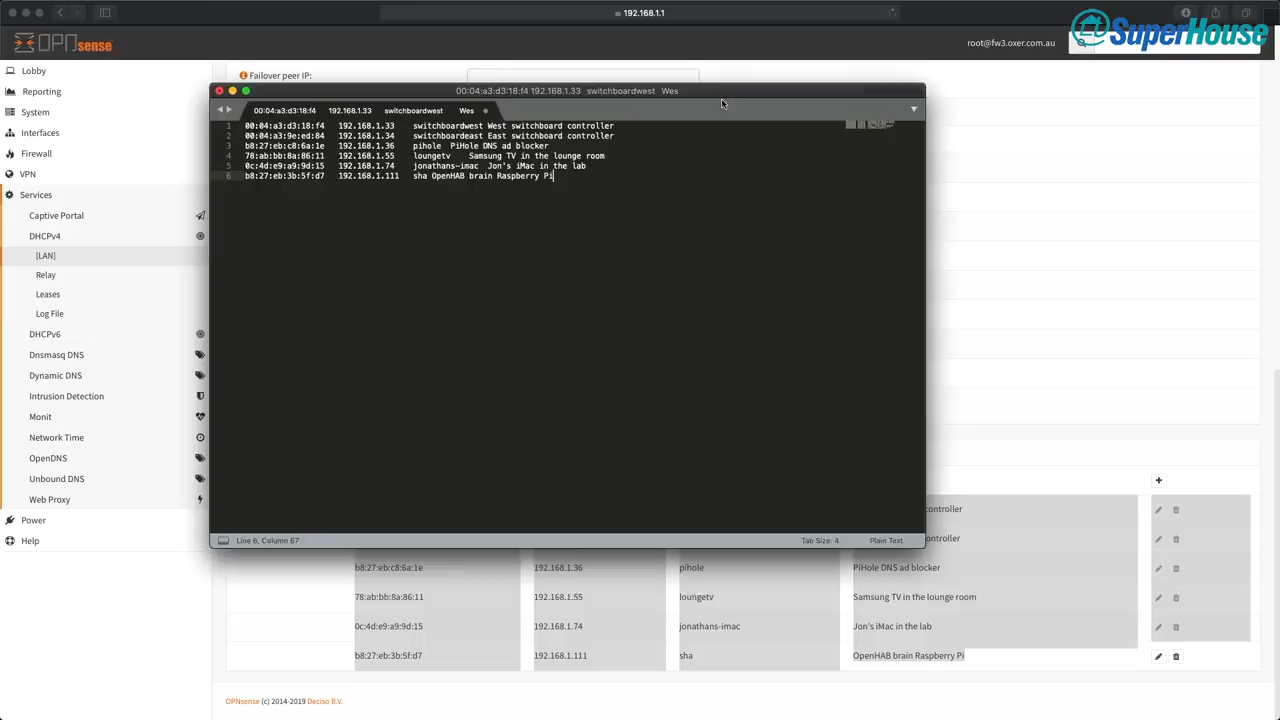 192.168.1.1
OPNsense
root@fw3.oxer.com.au
@SuperHouse
Lobby
Reporting
System
Interfaces
Firewall
VPN
Services
Captive Portal
DHCPv4
[LAN]
Relay
Leases
Log File
DHCPv6
Dnsmasq DNS
Dynamic DNS
Intrusion Detection
Monit
Network Time
OpenDNS
Unbound DNS
Web Proxy
Power
Help
Failover peer IP:
00:04:a3:d3:18:f4 192.168.1.33 switchboardwest Wes
00:04:a3:d3:18:f4 192.168.1.33 switchboardwest Wes
1 00:04:a3:d3:18:f4 192.168.1.33 switchboardwest West switchboard controller
2 00:04:a3:9e:ed:84 192.168.1.34 switchboardeast East switchboard controller
3 b8:27:eb:c8:6a:1e 192.168.1.36 pihole PiHole DNS ad blocker
4 78:ab:bb:8a:86:11 192.168.1.55 loungetv Samsung TV in the lounge room
5 0c:4d:e9:a9:9d:15 192.168.1.74 jonathans-imac Jon's iMac in the lab
6 b8:27:eb:3b:5f:d7 192.168.1.111 sha OpenHAB brain Raspberry Pi
Line 6, Column 67 Tab Size: 4 Plain Text
controller
controller
b8:27:eb:c8:6a:1e 192.168.1.36 pihole PiHole DNS ad blocker
78:ab:bb:8a:86:11 192.168.1.55 loungetv Samsung TV in the lounge room
0c:4d:e9:a9:9d:15 192.168.1.74 jonathans-imac Jon's iMac in the lab
b8:27:eb:3b:5f:d7 192.168.1.111 sha OpenHAB brain Raspberry Pi
OPNsense (c) 2014-2019 Deciso B.V.